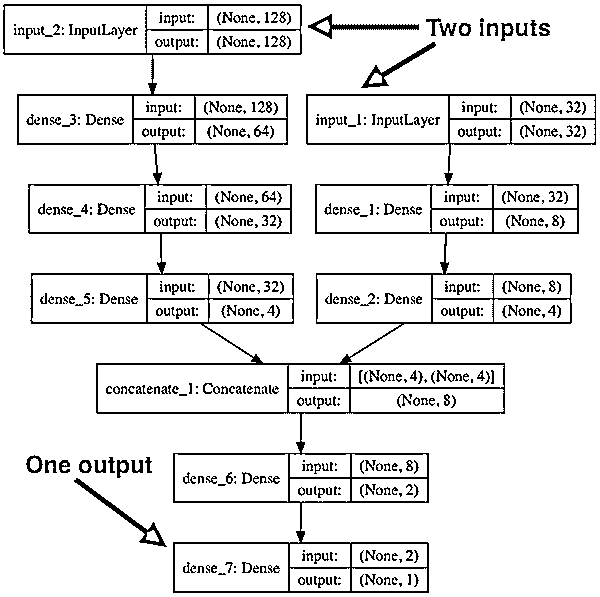 input_2: InputLayer
input: (None, 128)
output: (None, 128)
Two inputs
dense_3: Dense
input: (None, 128)
output: (None, 64)
input_1: InputLayer
input: (None, 32)
output: (None, 32)
dense_4: Dense
input: (None, 64)
output: (None, 32)
dense_1: Dense
input: (None, 32)
output: (None, 8)
dense_5: Dense
input: (None, 32)
output: (None, 4)
dense_2: Dense
input: (None, 8)
output: (None, 4)
concatenate_1: Concatenate
input: [(None, 4), (None, 4)]
output: (None, 8)
One output
dense_6: Dense
input: (None, 8)
output: (None, 2)
dense_7: Dense
input: (None, 2)
output: (None, 1)